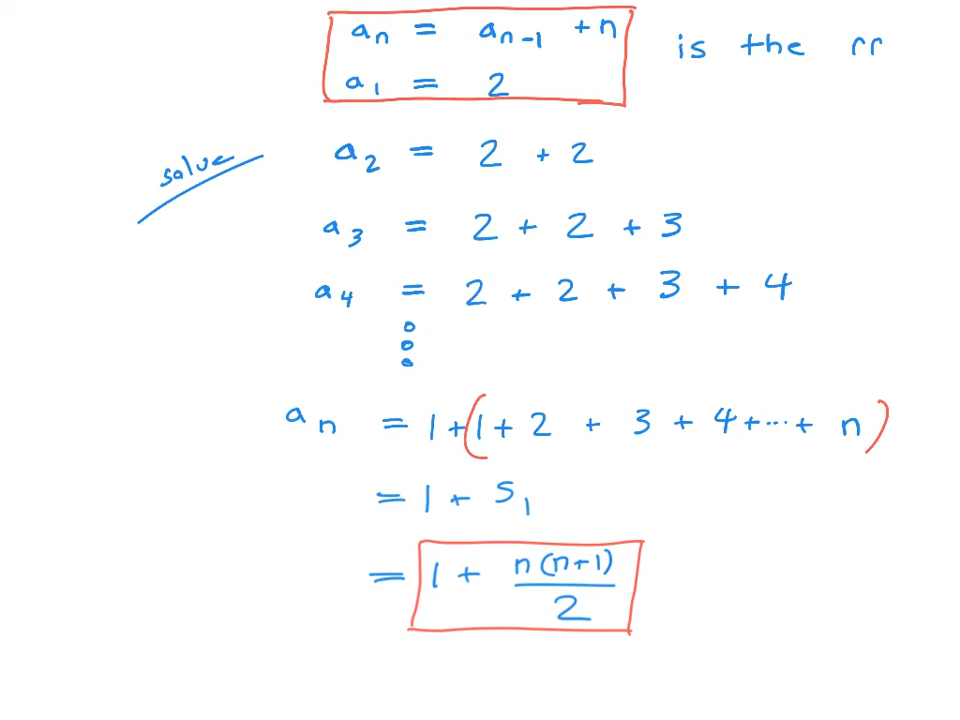 aₙ = aₙ₋₁ + n is the rr
a₁ = 2
solve
a₂ = 2 + 2
a₃ = 2 + 2 + 3
a₄ = 2 + 2 + 3 + 4
⋮
aₙ = 1 + (1 + 2 + 3 + 4 + ... + n)
= 1 + S₁
= 1 + n(n+1)/2